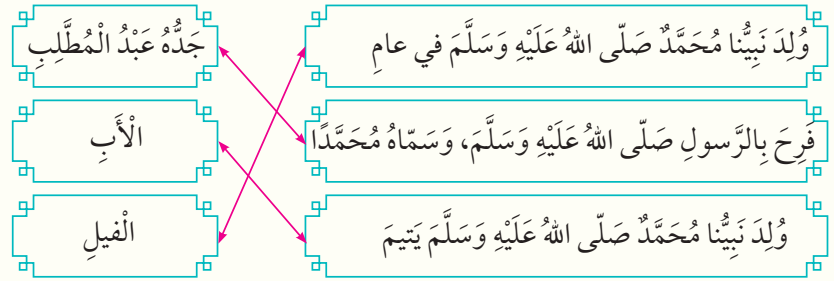 وُلِدَ نَبِيُّنا مُحَمَّدٌ صَلّى اللهُ عَلَيْهِ وَسَلَّمَ في عامِ
جَدُّهُ عَبْدُ الْمُطَّلِبِ
فَرِحَ بِالرَّسولِ صَلّى اللهُ عَلَيْهِ وَسَلَّمَ، وَسَمّاهُ مُحَمَّدًا
الْأَبِ
وُلِدَ نَبِيُّنا مُحَمَّدٌ صَلّى اللهُ عَلَيْهِ وَسَلَّمَ يَتيمَ
الْفيلِ